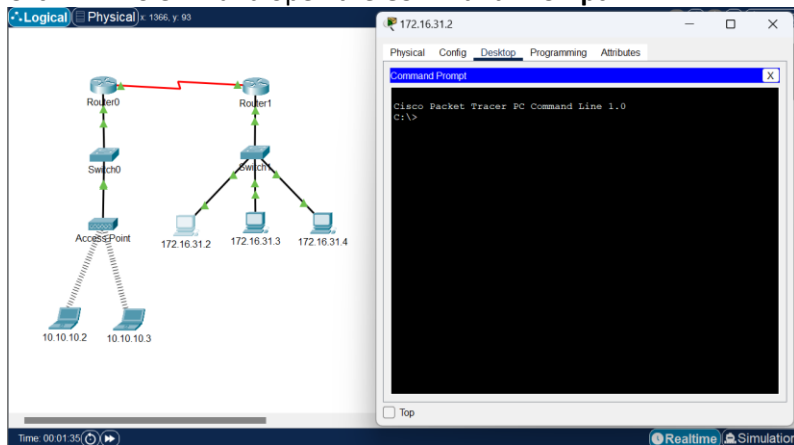 Logical
Physical
x: 1366, y: 93
172.16.31.2
Physical Config Desktop Programming Attributes
Command Prompt
X
Cisco Packet Tracer PC Command Line 1.0
C:\>
Router0
Router1
Switch0
Switch1
Access Point
172.16.31.2
172.16.31.3
172.16.31.4
10.10.10.2
10.10.10.3
Top
Time: 00:01:35
Realtime
Simulation